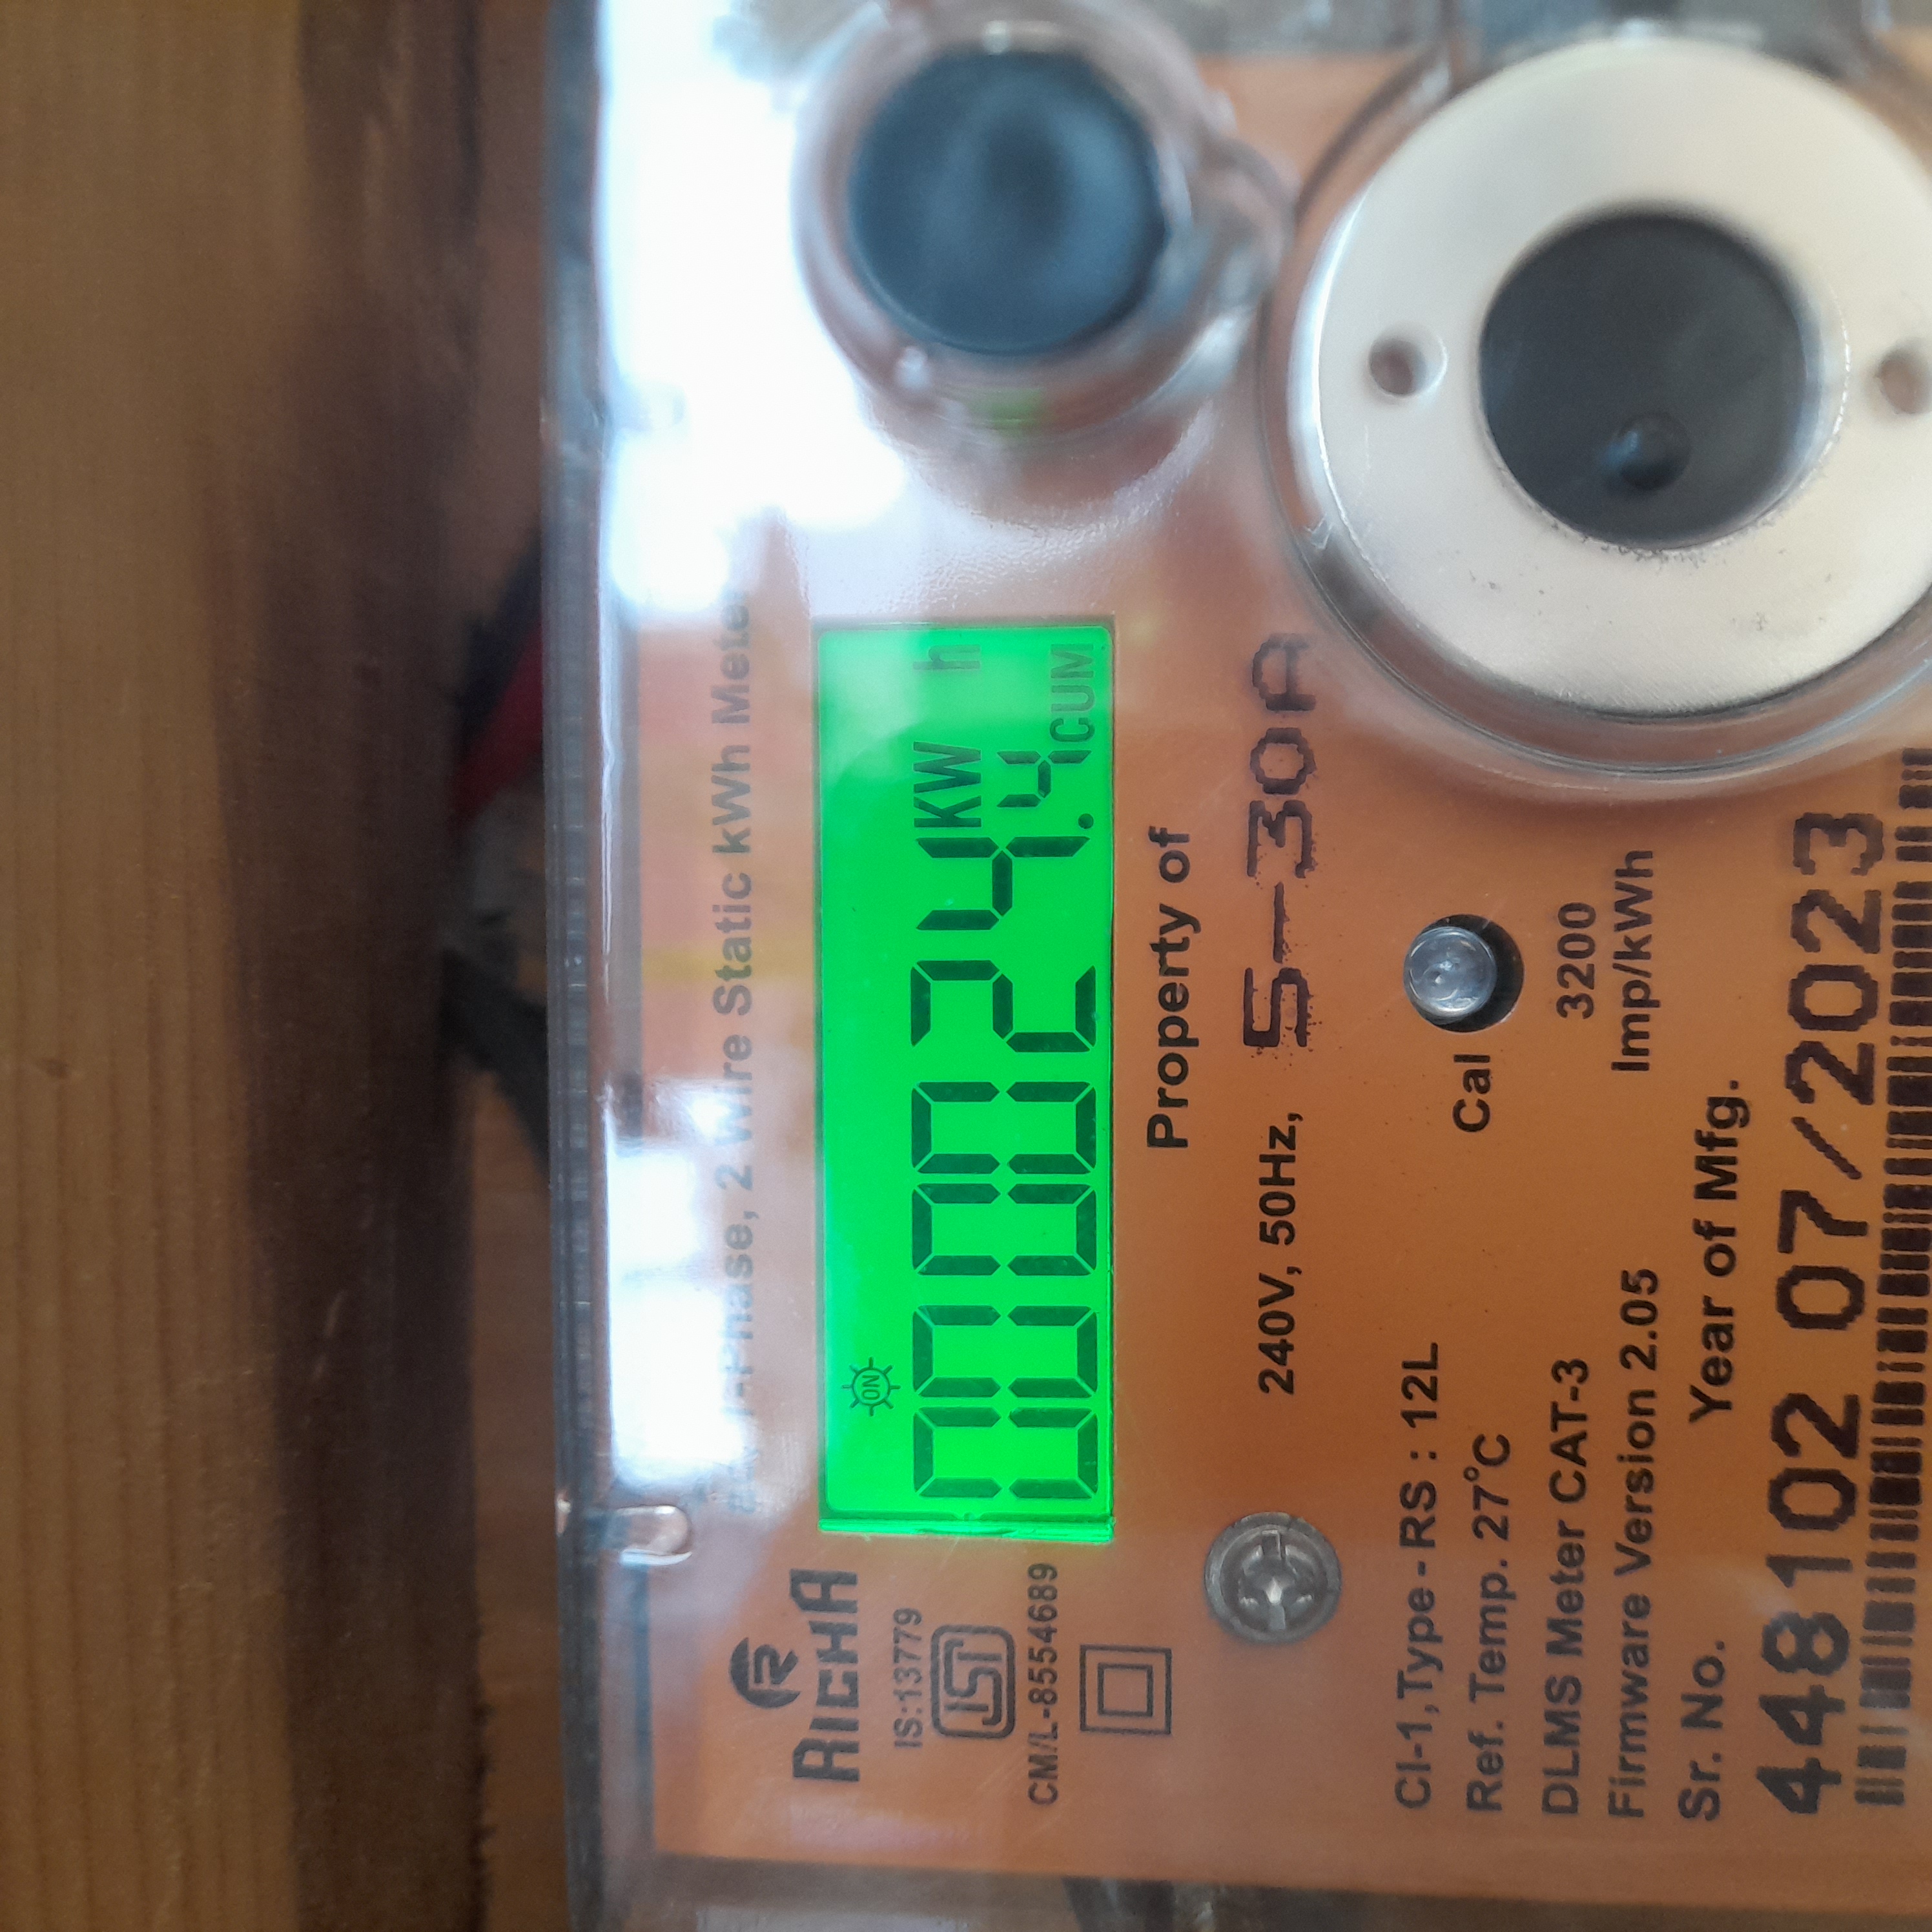 Phase, 2 Wire Static kWh Meter
R
RICHA
IS:13779
ISI
CM/L-8554689
ON
000024.4
KW h
CUM
Property of
240V, 50Hz, 5-30A
Cl-1,Type - RS : 12L
Ref. Temp. 27°C
DLMS Meter CAT-3
Firmware Version 2.05
Cal
3200
Imp/kWh
Sr. No. Year of Mfg.
448102 07/2023